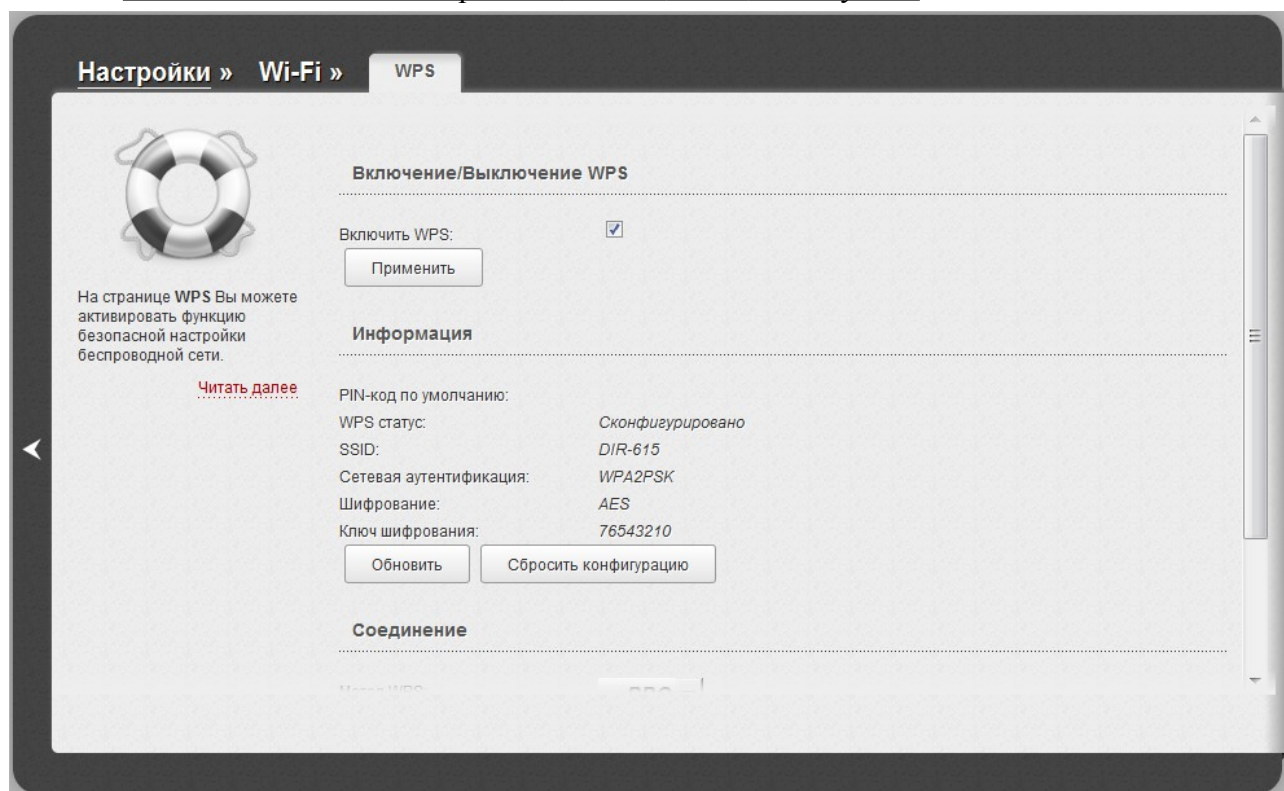 Настройки » Wi-Fi » WPS
Включение/Выключение WPS
Включить WPS:
Применить
На странице WPS Вы можете
активировать функцию
безопасной настройки
беспроводной сети.
Читать далее
Информация
PIN-код по умолчанию:
WPS статус: Сконфигурировано
SSID: DIR-615
Сетевая аутентификация: WPA2PSK
Шифрование: AES
Ключ шифрования: 76543210
Обновить Сбросить конфигурацию
Соединение